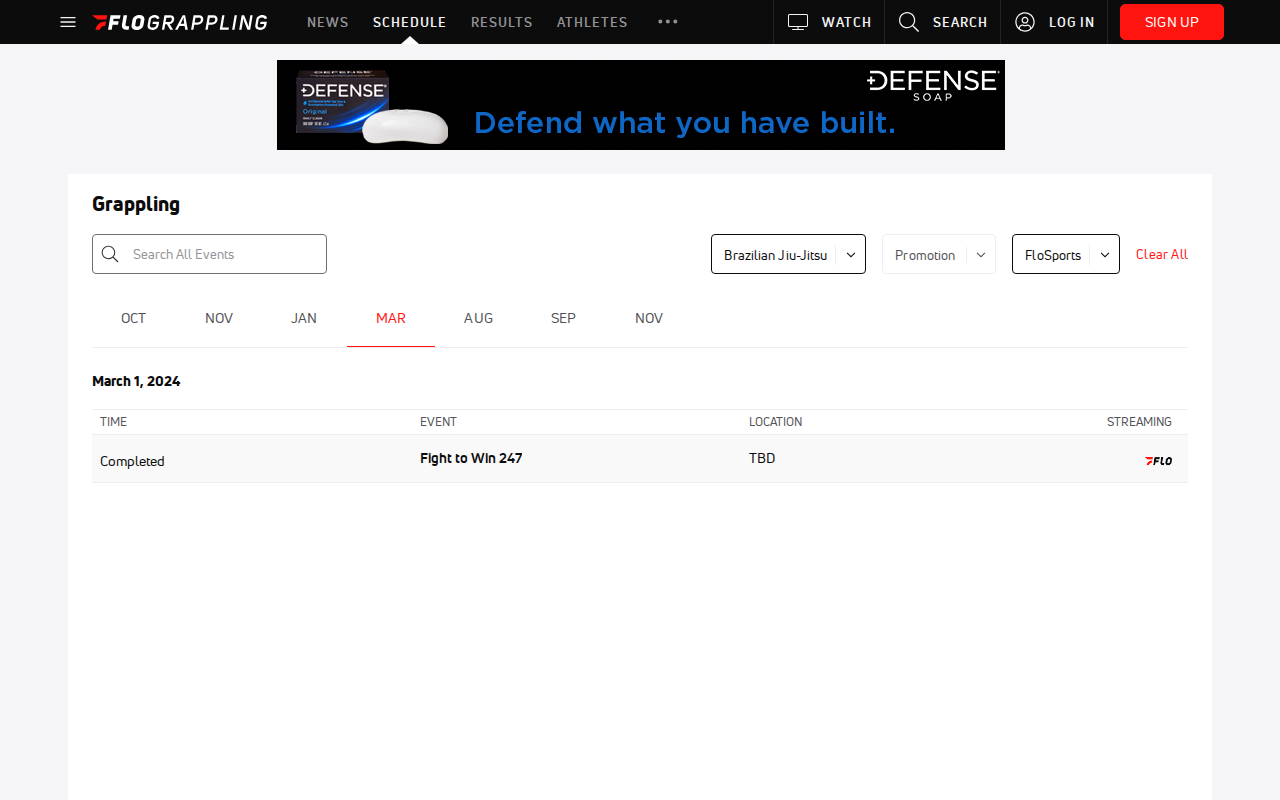 FLOGRAPPLING NEWS SCHEDULE RESULTS ATHLETES ••• WATCH SEARCH LOG IN SIGN UP
DEFENSE
DEFENSE
Original
SOAP
Defend what you have built.
Grappling
Search All Events Brazilian Jiu-Jitsu Promotion FloSports Clear All
OCT NOV JAN MAR AUG SEP NOV
March 1, 2024
TIME EVENT LOCATION STREAMING
Completed Fight to Win 247 TBD FLO